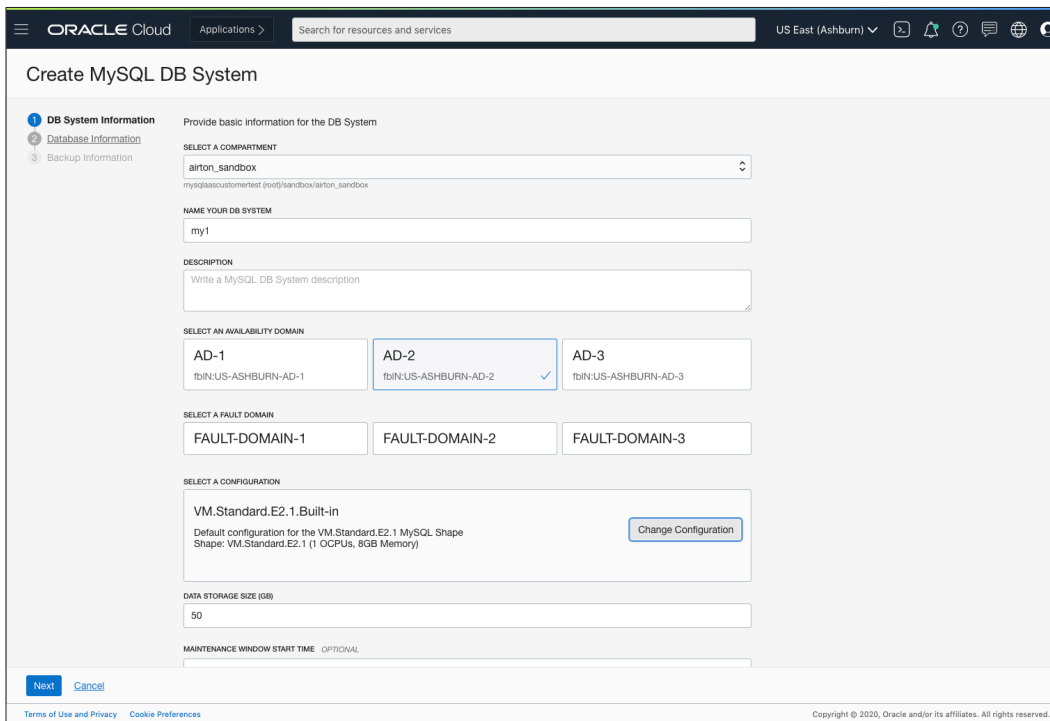 ORACLE Cloud
Applications >
Search for resources and services
US East (Ashburn)
Create MySQL DB System
1 DB System Information
2 Database Information
3 Backup Information
Provide basic information for the DB System
SELECT A COMPARTMENT
airton_sandbox
mysqlaascustomertest (root)/sandbox/airton_sandbox
NAME YOUR DB SYSTEM
my1
DESCRIPTION
Write a MySQL DB System description
SELECT AN AVAILABILITY DOMAIN
AD-1
fblN:US-ASHBURN-AD-1
AD-2
fblN:US-ASHBURN-AD-2
AD-3
fblN:US-ASHBURN-AD-3
SELECT A FAULT DOMAIN
FAULT-DOMAIN-1
FAULT-DOMAIN-2
FAULT-DOMAIN-3
SELECT A CONFIGURATION
VM.Standard.E2.1.Built-in
Default configuration for the VM.Standard.E2.1 MySQL Shape
Shape: VM.Standard.E2.1 (1 OCPUs, 8GB Memory)
Change Configuration
DATA STORAGE SIZE (GB)
50
MAINTENANCE WINDOW START TIME OPTIONAL
Next
Cancel
Terms of Use and Privacy
Cookie Preferences
Copyright © 2020, Oracle and/or its affiliates. All rights reserved.